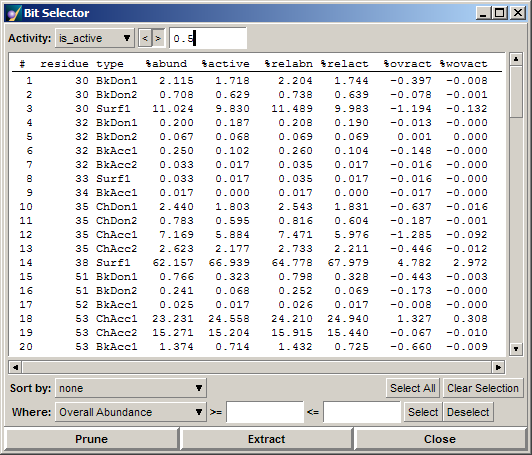 Bit Selector
Activity: is_active < > 0.5
# residue type %abund %active %relabn %relact %ovract %wovact
1 30 BkDon1 2.115 1.718 2.204 1.744 -0.397 -0.008
2 30 BkDon2 0.708 0.629 0.738 0.639 -0.078 -0.001
3 30 Surf1 11.024 9.830 11.489 9.983 -1.194 -0.132
4 32 BkDon1 0.200 0.187 0.208 0.190 -0.013 -0.000
5 32 BkDon2 0.067 0.068 0.069 0.069 0.001 0.000
6 32 BkAcc1 0.250 0.102 0.260 0.104 -0.148 -0.000
7 32 BkAcc2 0.033 0.017 0.035 0.017 -0.016 -0.000
8 33 Surf1 0.033 0.017 0.035 0.017 -0.016 -0.000
9 34 BkAcc1 0.017 0.000 0.017 0.000 -0.017 -0.000
10 35 ChDon1 2.440 1.803 2.543 1.831 -0.637 -0.016
11 35 ChDon2 0.783 0.595 0.816 0.604 -0.187 -0.001
12 35 ChAcc1 7.169 5.884 7.471 5.976 -1.285 -0.092
13 35 ChAcc2 2.623 2.177 2.733 2.211 -0.446 -0.012
14 38 Surf1 62.157 66.939 64.778 67.979 4.782 2.972
15 51 BkDon1 0.766 0.323 0.798 0.328 -0.443 -0.003
16 51 BkDon2 0.241 0.068 0.252 0.069 -0.173 -0.000
17 52 BkAcc1 0.025 0.017 0.026 0.017 -0.008 -0.000
18 53 ChAcc1 23.231 24.558 24.210 24.940 1.327 0.308
19 53 ChAcc2 15.271 15.204 15.915 15.440 -0.067 -0.010
20 53 BkAcc1 1.374 0.714 1.432 0.725 -0.660 -0.009
Sort by: none Select All Clear Selection
Where: Overall Abundance >= <= Select Deselect
Prune Extract Close